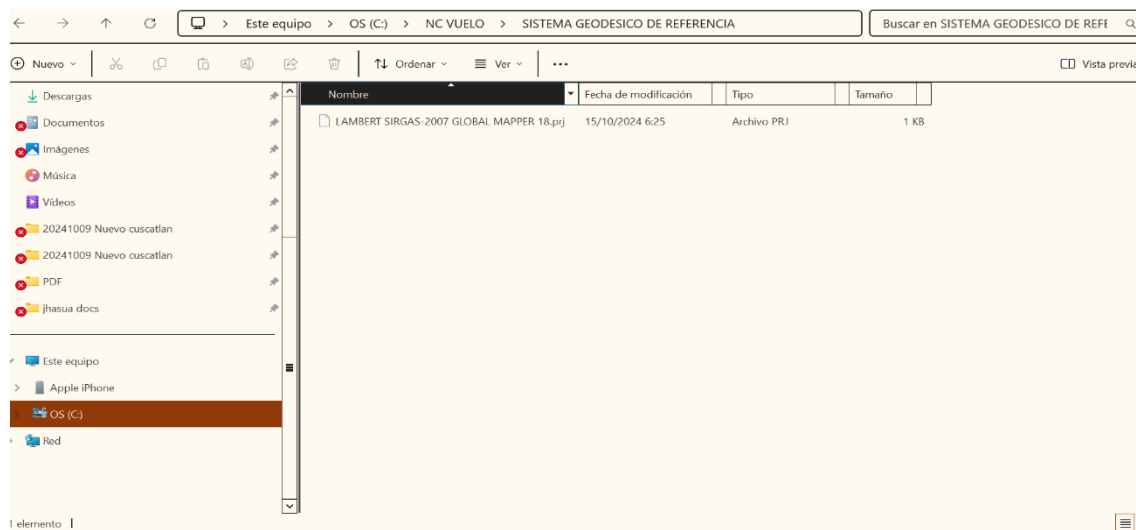 Este equipo > OS (C:) > NC VUELO > SISTEMA GEODESICO DE REFERENCIA
Buscar en SISTEMA GEODESICO DE REFE
Nuevo
Ordenar
Ver
Vista previa
Descargas
Documentos
Imágenes
Música
Vídeos
20241009 Nuevo cuscatlan
20241009 Nuevo cuscatlan
PDF
jhasua docs
Este equipo
Apple iPhone
OS (C:)
Red
Nombre Fecha de modificación Tipo Tamaño
LAMBERT SIRGAS-2007 GLOBAL MAPPER 18.prj 15/10/2024 6:25 Archivo PRJ 1 KB
1 elemento